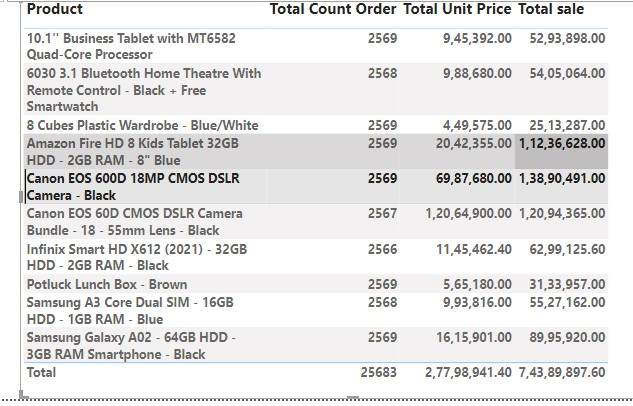 Product Total Count Order Total Unit Price Total sale
10.1" Business Tablet with MT6582 2569 9,45,392.00 52,93,898.00
Quad-Core Processor
6030 3.1 Bluetooth Home Theatre With 2568 9,88,680.00 54,05,064.00
Remote Control - Black + Free
Smartwatch
8 Cubes Plastic Wardrobe - Blue/White 2569 4,49,575.00 25,13,287.00
Amazon Fire HD 8 Kids Tablet 32GB 2569 20,42,355.00 1,12,36,628.00
HDD - 2GB RAM - 8" Blue
Canon EOS 600D 18MP CMOS DSLR 2569 69,87,680.00 1,38,90,491.00
Camera - Black
Canon EOS 60D CMOS DSLR Camera 2567 1,20,64,900.00 1,20,94,365.00
Bundle - 18 - 55mm Lens - Black
Infinix Smart HD X612 (2021) - 32GB 2566 11,45,462.40 62,99,125.60
HDD - 2GB RAM - Black
Potluck Lunch Box - Brown 2569 5,65,180.00 31,33,957.00
Samsung A3 Core Dual SIM - 16GB 2568 9,93,816.00 55,27,162.00
HDD - 1GB RAM - Blue
Samsung Galaxy A02 - 64GB HDD - 2569 16,15,901.00 89,95,920.00
3GB RAM Smartphone - Black
Total 25683 2,77,98,941.40 7,43,89,897.60